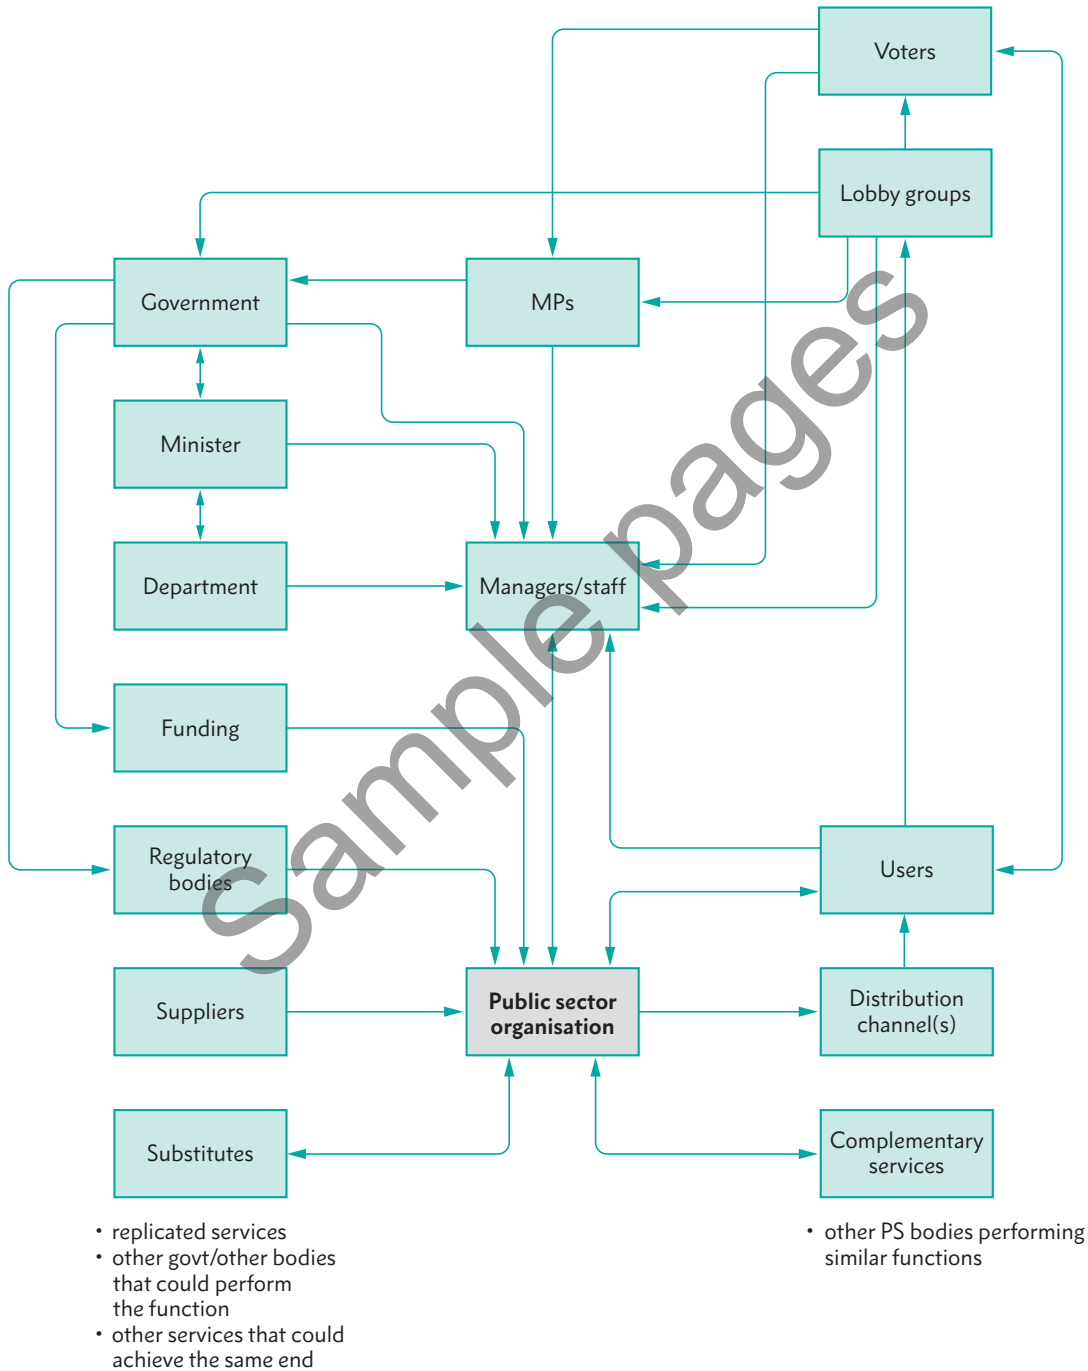 Voters
Lobby groups
Government
MPs
Minister
Department
Managers/staff
Funding
Regulatory
bodies
Users
Suppliers
Public sector
organisation
Distribution
channel(s)
Substitutes
Complementary
services
• replicated services
• other govt/other bodies
that could perform
the function
• other services that could
achieve the same end
• other PS bodies performing
similar functions
Sample pages